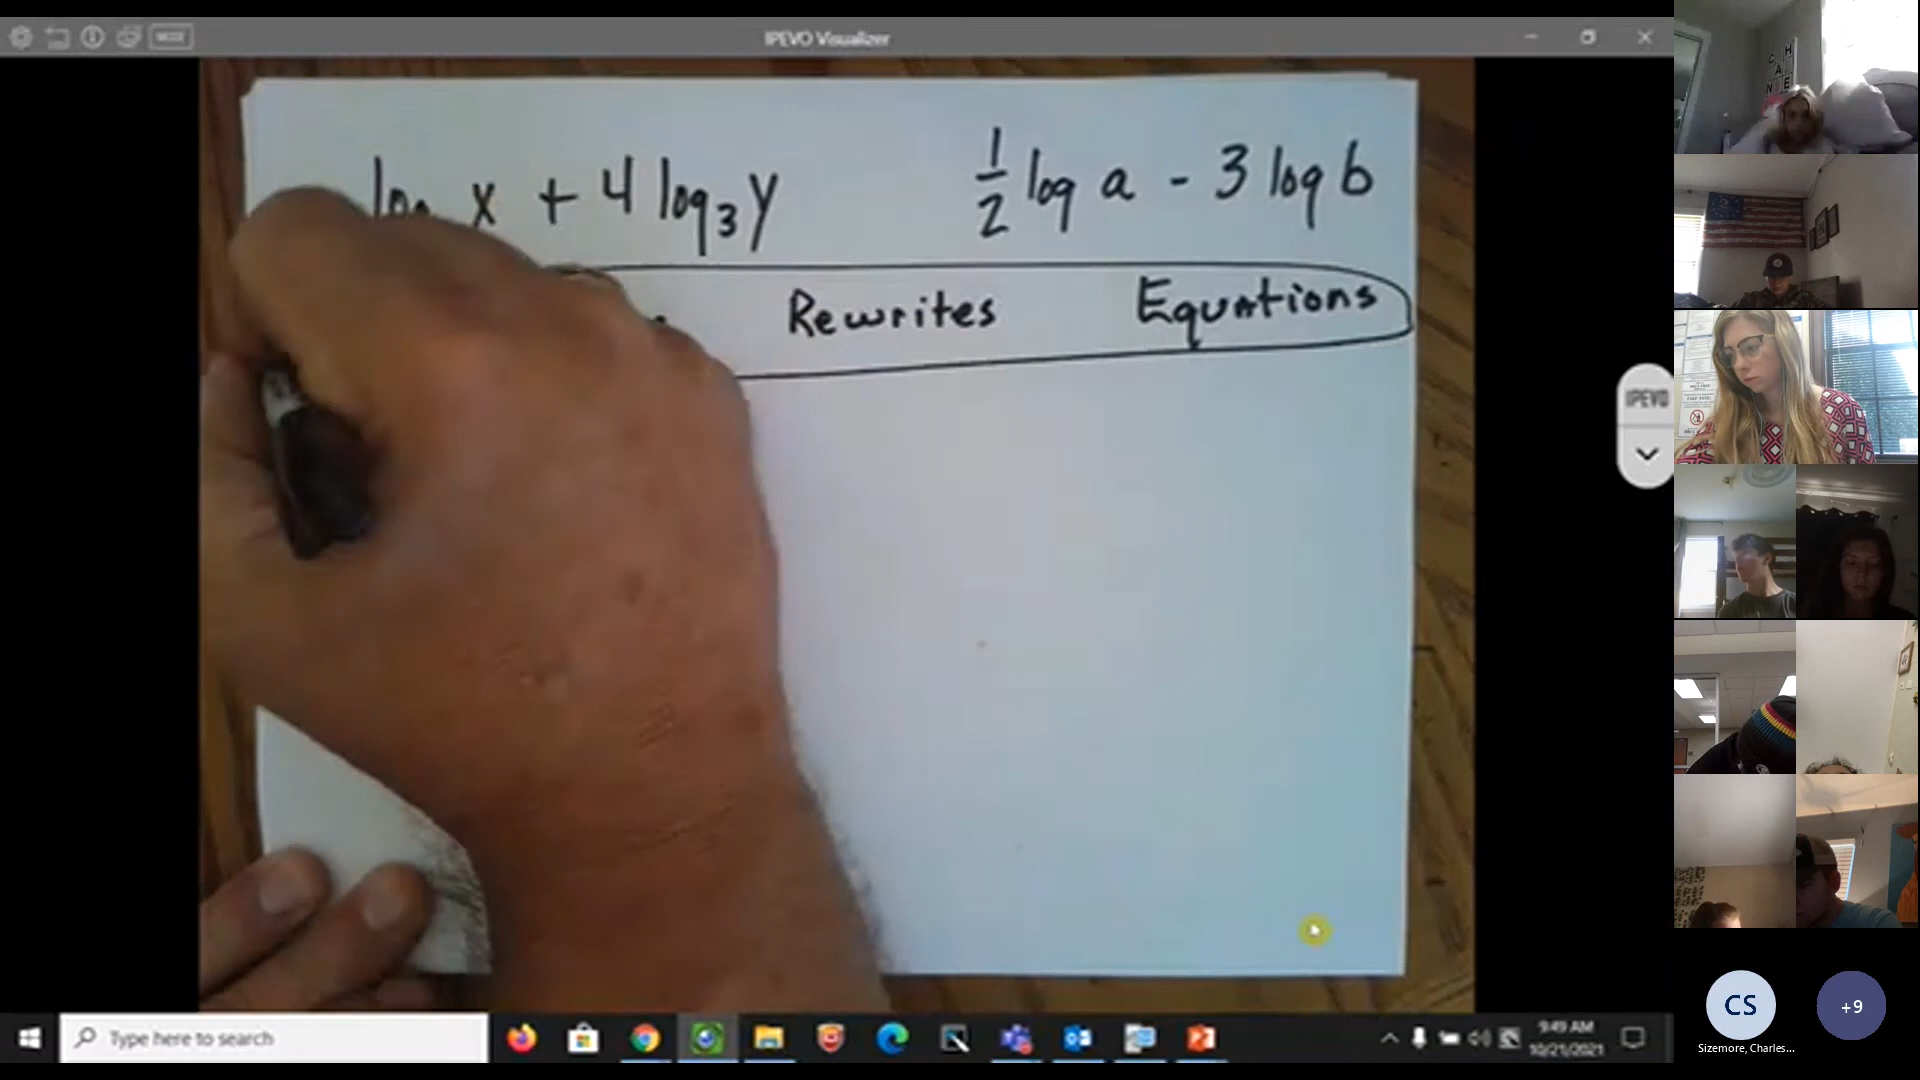 IPEVO Visualizer
C H
A
N E
log x + 4 log₃ y
1/2 log a - 3 log b
Rewrites Equations
IPEVO
CS
+9
Sizemore, Charles...
Type here to search
9:49 AM
10/21/2021